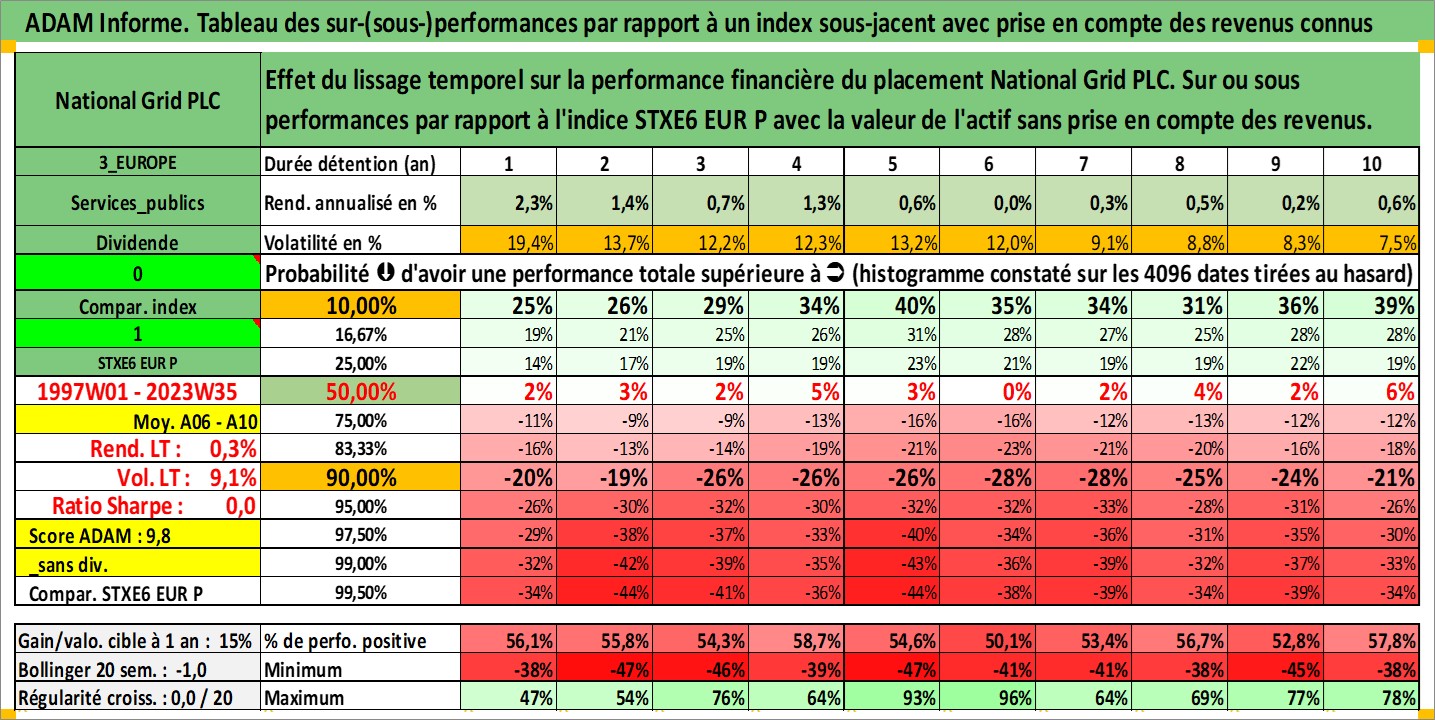 ADAM Informe. Tableau des sur-(sous-)performances par rapport à un index sous-jacent avec prise en compte des revenus connus
National Grid PLC
Effet du lissage temporel sur la performance financière du placement National Grid PLC. Sur ou sous
performances par rapport à l'indice STXE6 EUR P avec la valeur de l'actif sans prise en compte des revenus.
3_EUROPE Durée détention (an) 1 2 3 4 5 6 7 8 9 10
Services_publics Rend. annualisé en % 2,3% 1,4% 0,7% 1,3% 0,6% 0,0% 0,3% 0,5% 0,2% 0,6%
Dividende Volatilité en % 19,4% 13,7% 12,2% 12,3% 13,2% 12,0% 9,1% 8,8% 8,3% 7,5%
0 Probabilité d'avoir une performance totale supérieure à (histogramme constaté sur les 4096 dates tirées au hasard)
Compar. index 10,00% 25% 26% 29% 34% 40% 35% 34% 31% 36% 39%
1 16,67% 19% 21% 25% 26% 31% 28% 27% 25% 28% 28%
STXE6 EUR P 25,00% 14% 17% 19% 19% 23% 21% 19% 19% 22% 19%
1997W01 - 2023W35 50,00% 2% 3% 2% 5% 3% 0% 2% 4% 2% 6%
Moy. A06 - A10 75,00% -11% -9% -9% -13% -16% -16% -12% -13% -12% -12%
Rend. LT : 0,3% 83,33% -16% -13% -14% -19% -21% -23% -21% -20% -16% -18%
Vol. LT : 9,1% 90,00% -20% -19% -26% -26% -26% -28% -28% -25% -24% -21%
Ratio Sharpe : 0,0 95,00% -26% -30% -32% -30% -32% -32% -33% -28% -31% -26%
Score ADAM : 9,8 97,50% -29% -38% -37% -33% -40% -34% -36% -31% -35% -30%
_sans div. 99,00% -32% -42% -39% -35% -43% -36% -39% -32% -37% -33%
Compar. STXE6 EUR P 99,50% -34% -44% -41% -36% -44% -38% -39% -34% -39% -34%
Gain/valo. cible à 1 an : 15% % de perfo. positive 56,1% 55,8% 54,3% 58,7% 54,6% 50,1% 53,4% 56,7% 52,8% 57,8%
Bollinger 20 sem. : -1,0 Minimum -38% -47% -46% -39% -47% -41% -41% -38% -45% -38%
Régularité croiss. : 0,0 / 20 Maximum 47% 54% 76% 64% 93% 96% 64% 69% 77% 78%